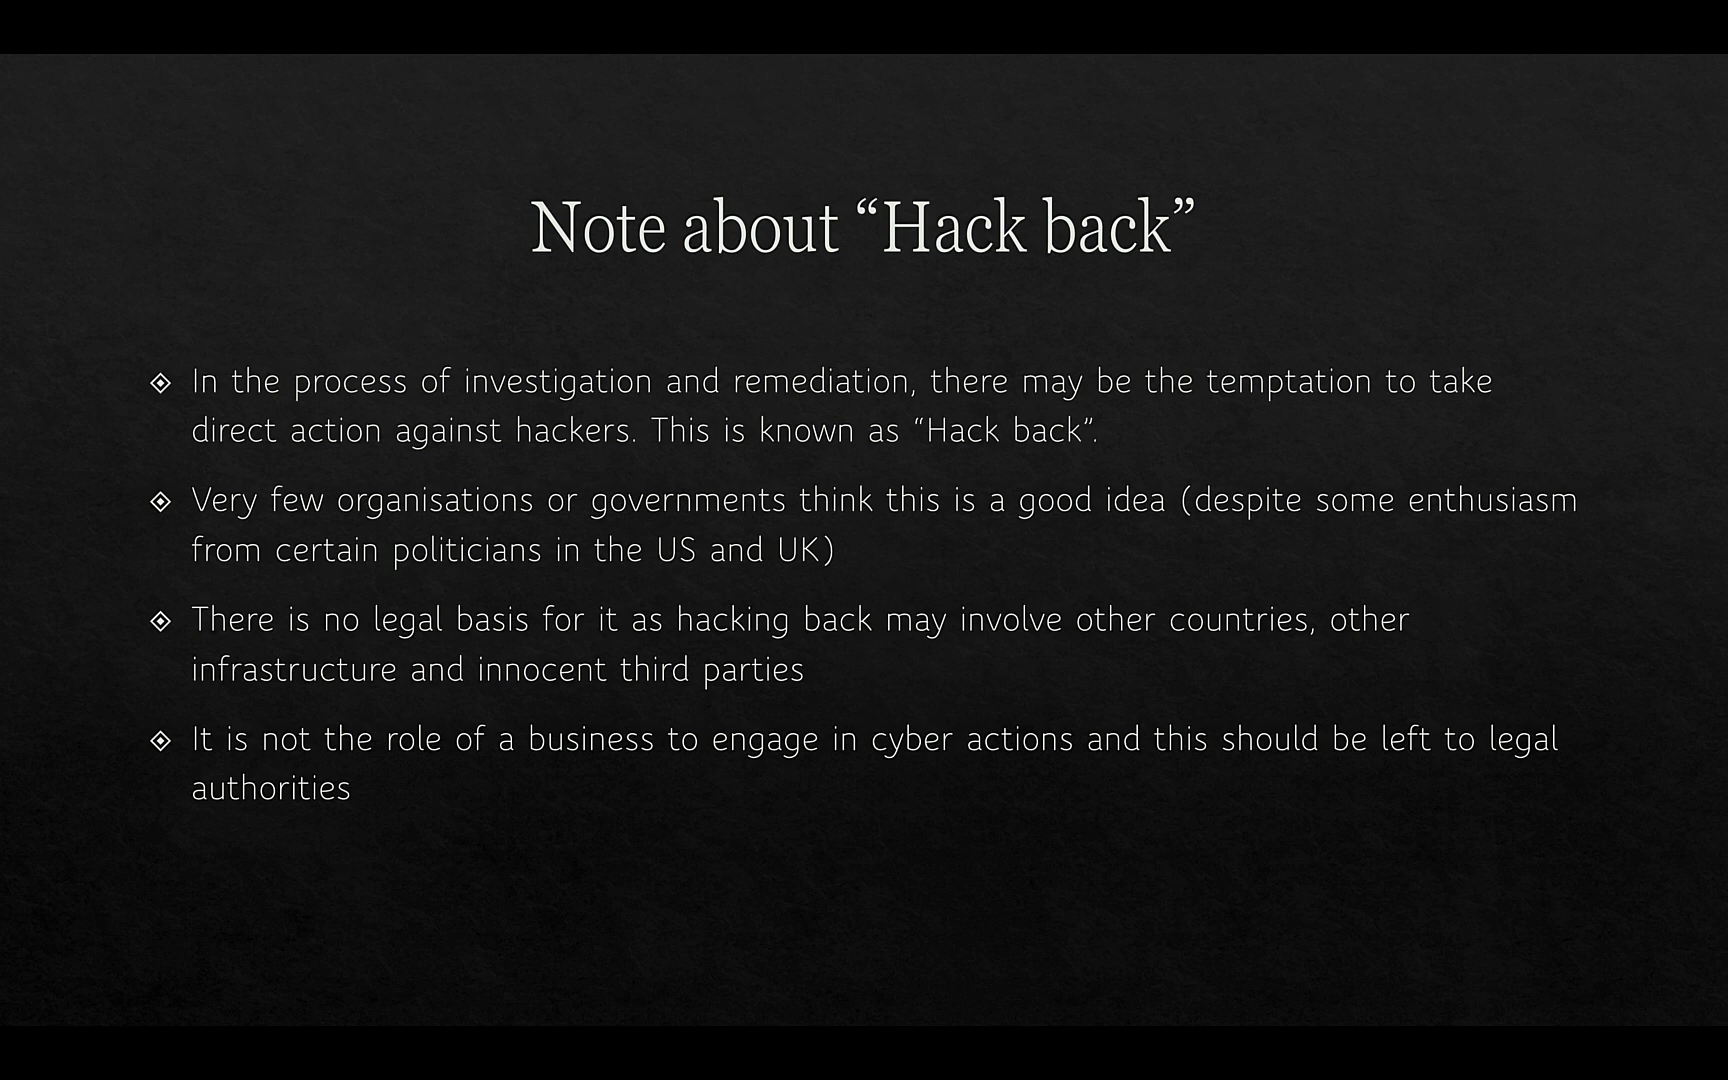 Note about “Hack back”
In the process of investigation and remediation, there may be the temptation to take
direct action against hackers. This is known as “Hack back”.
Very few organisations or governments think this is a good idea (despite some enthusiasm
from certain politicians in the US and UK)
There is no legal basis for it as hacking back may involve other countries, other
infrastructure and innocent third parties
It is not the role of a business to engage in cyber actions and this should be left to legal
authorities